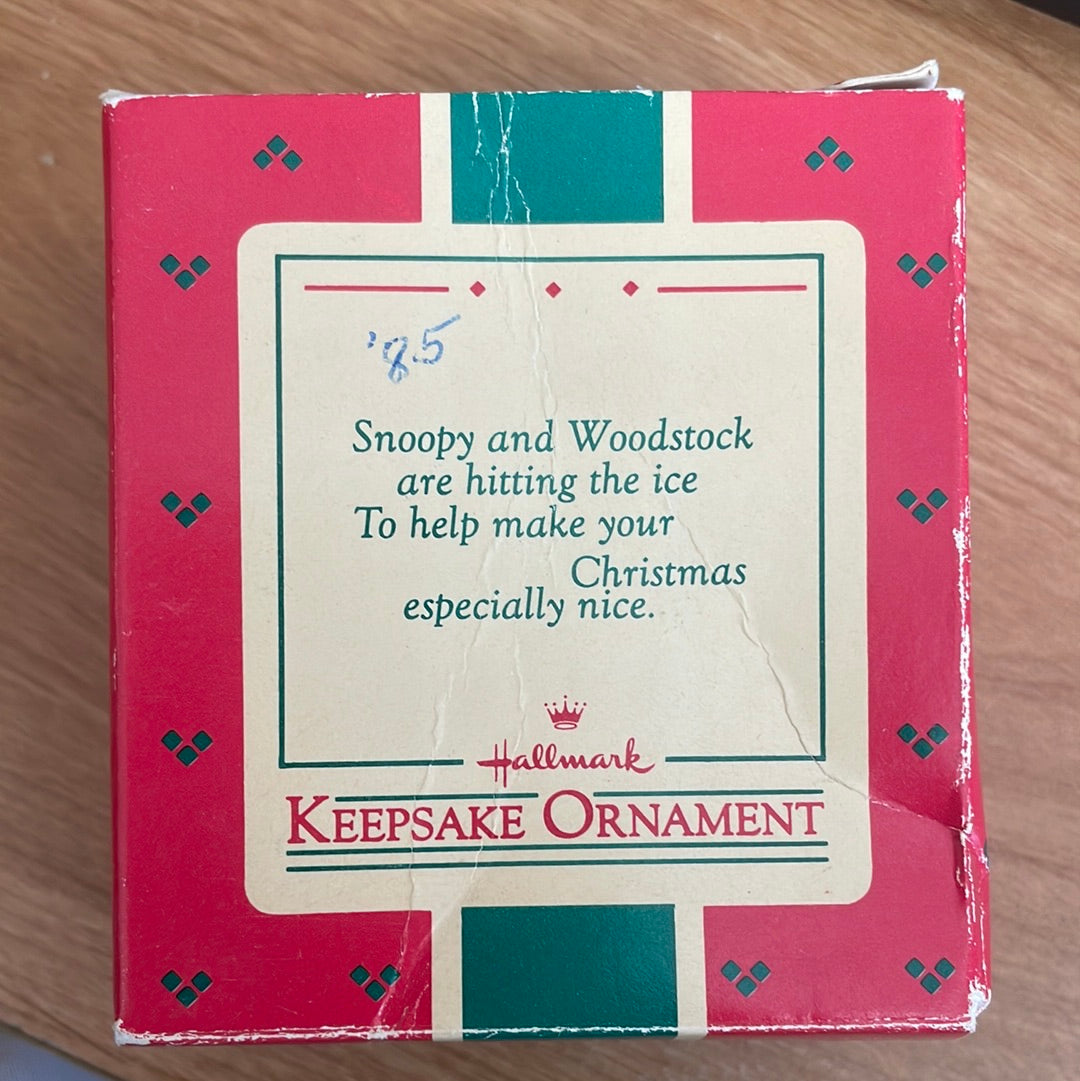 '85
Snoopy and Woodstock
are hitting the ice
To help make your
Christmas
especially nice.
Hallmark
KEEPSAKE ORNAMENT